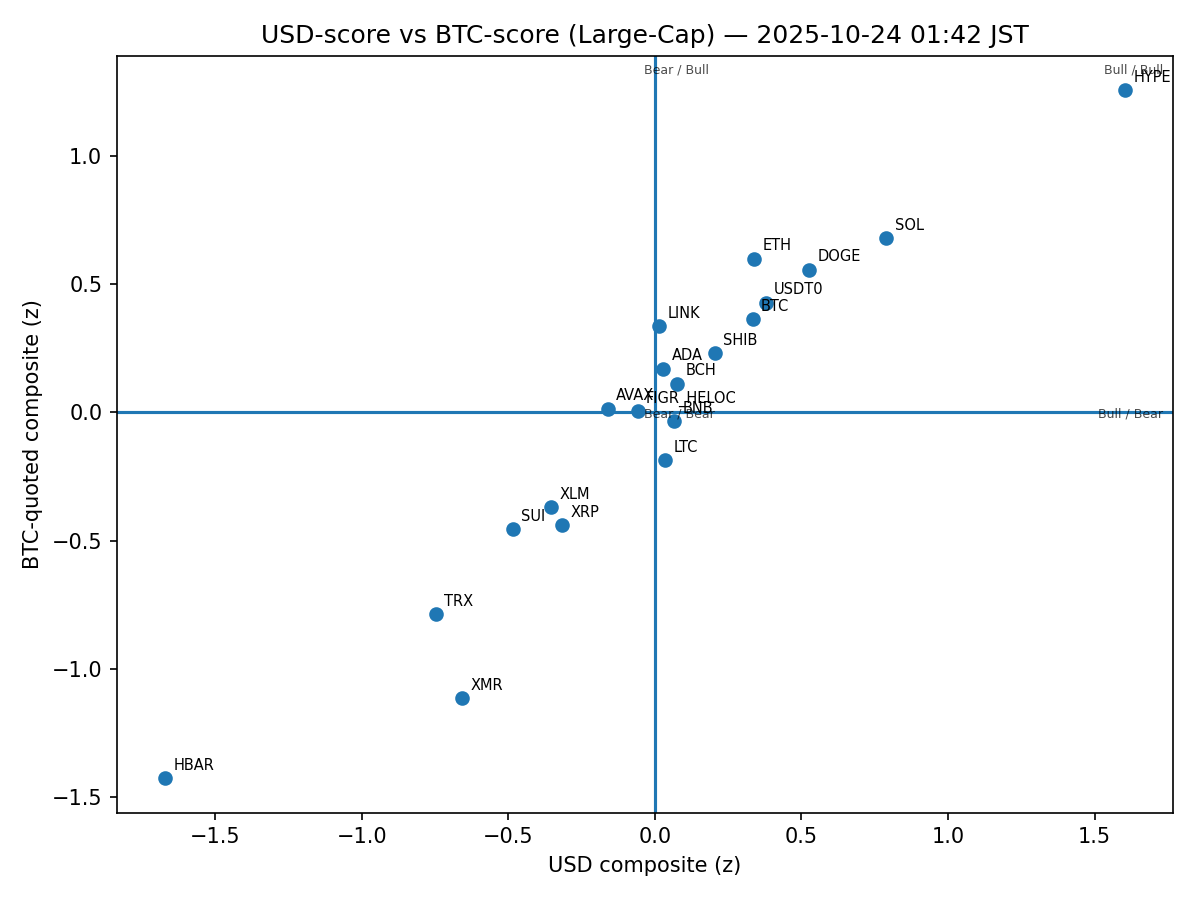 USD-score vs BTC-score (Large-Cap) — 2025-10-24 01:42 JST
Bear / Bull
Bull / Bull
HYPE
SOL
ETH
DOGE
USDT0
BTC
LINK
SHIB
ADA
BCH
AVAX
FIGR_HELOC
BNB
Bear / Bear
Bull / Bear
LTC
XLM
XRP
SUI
TRX
XMR
HBAR
1.0
0.5
0.0
−0.5
−1.0
−1.5
BTC-quoted composite (z)
−1.5
−1.0
−0.5
0.0
0.5
1.0
1.5
USD composite (z)